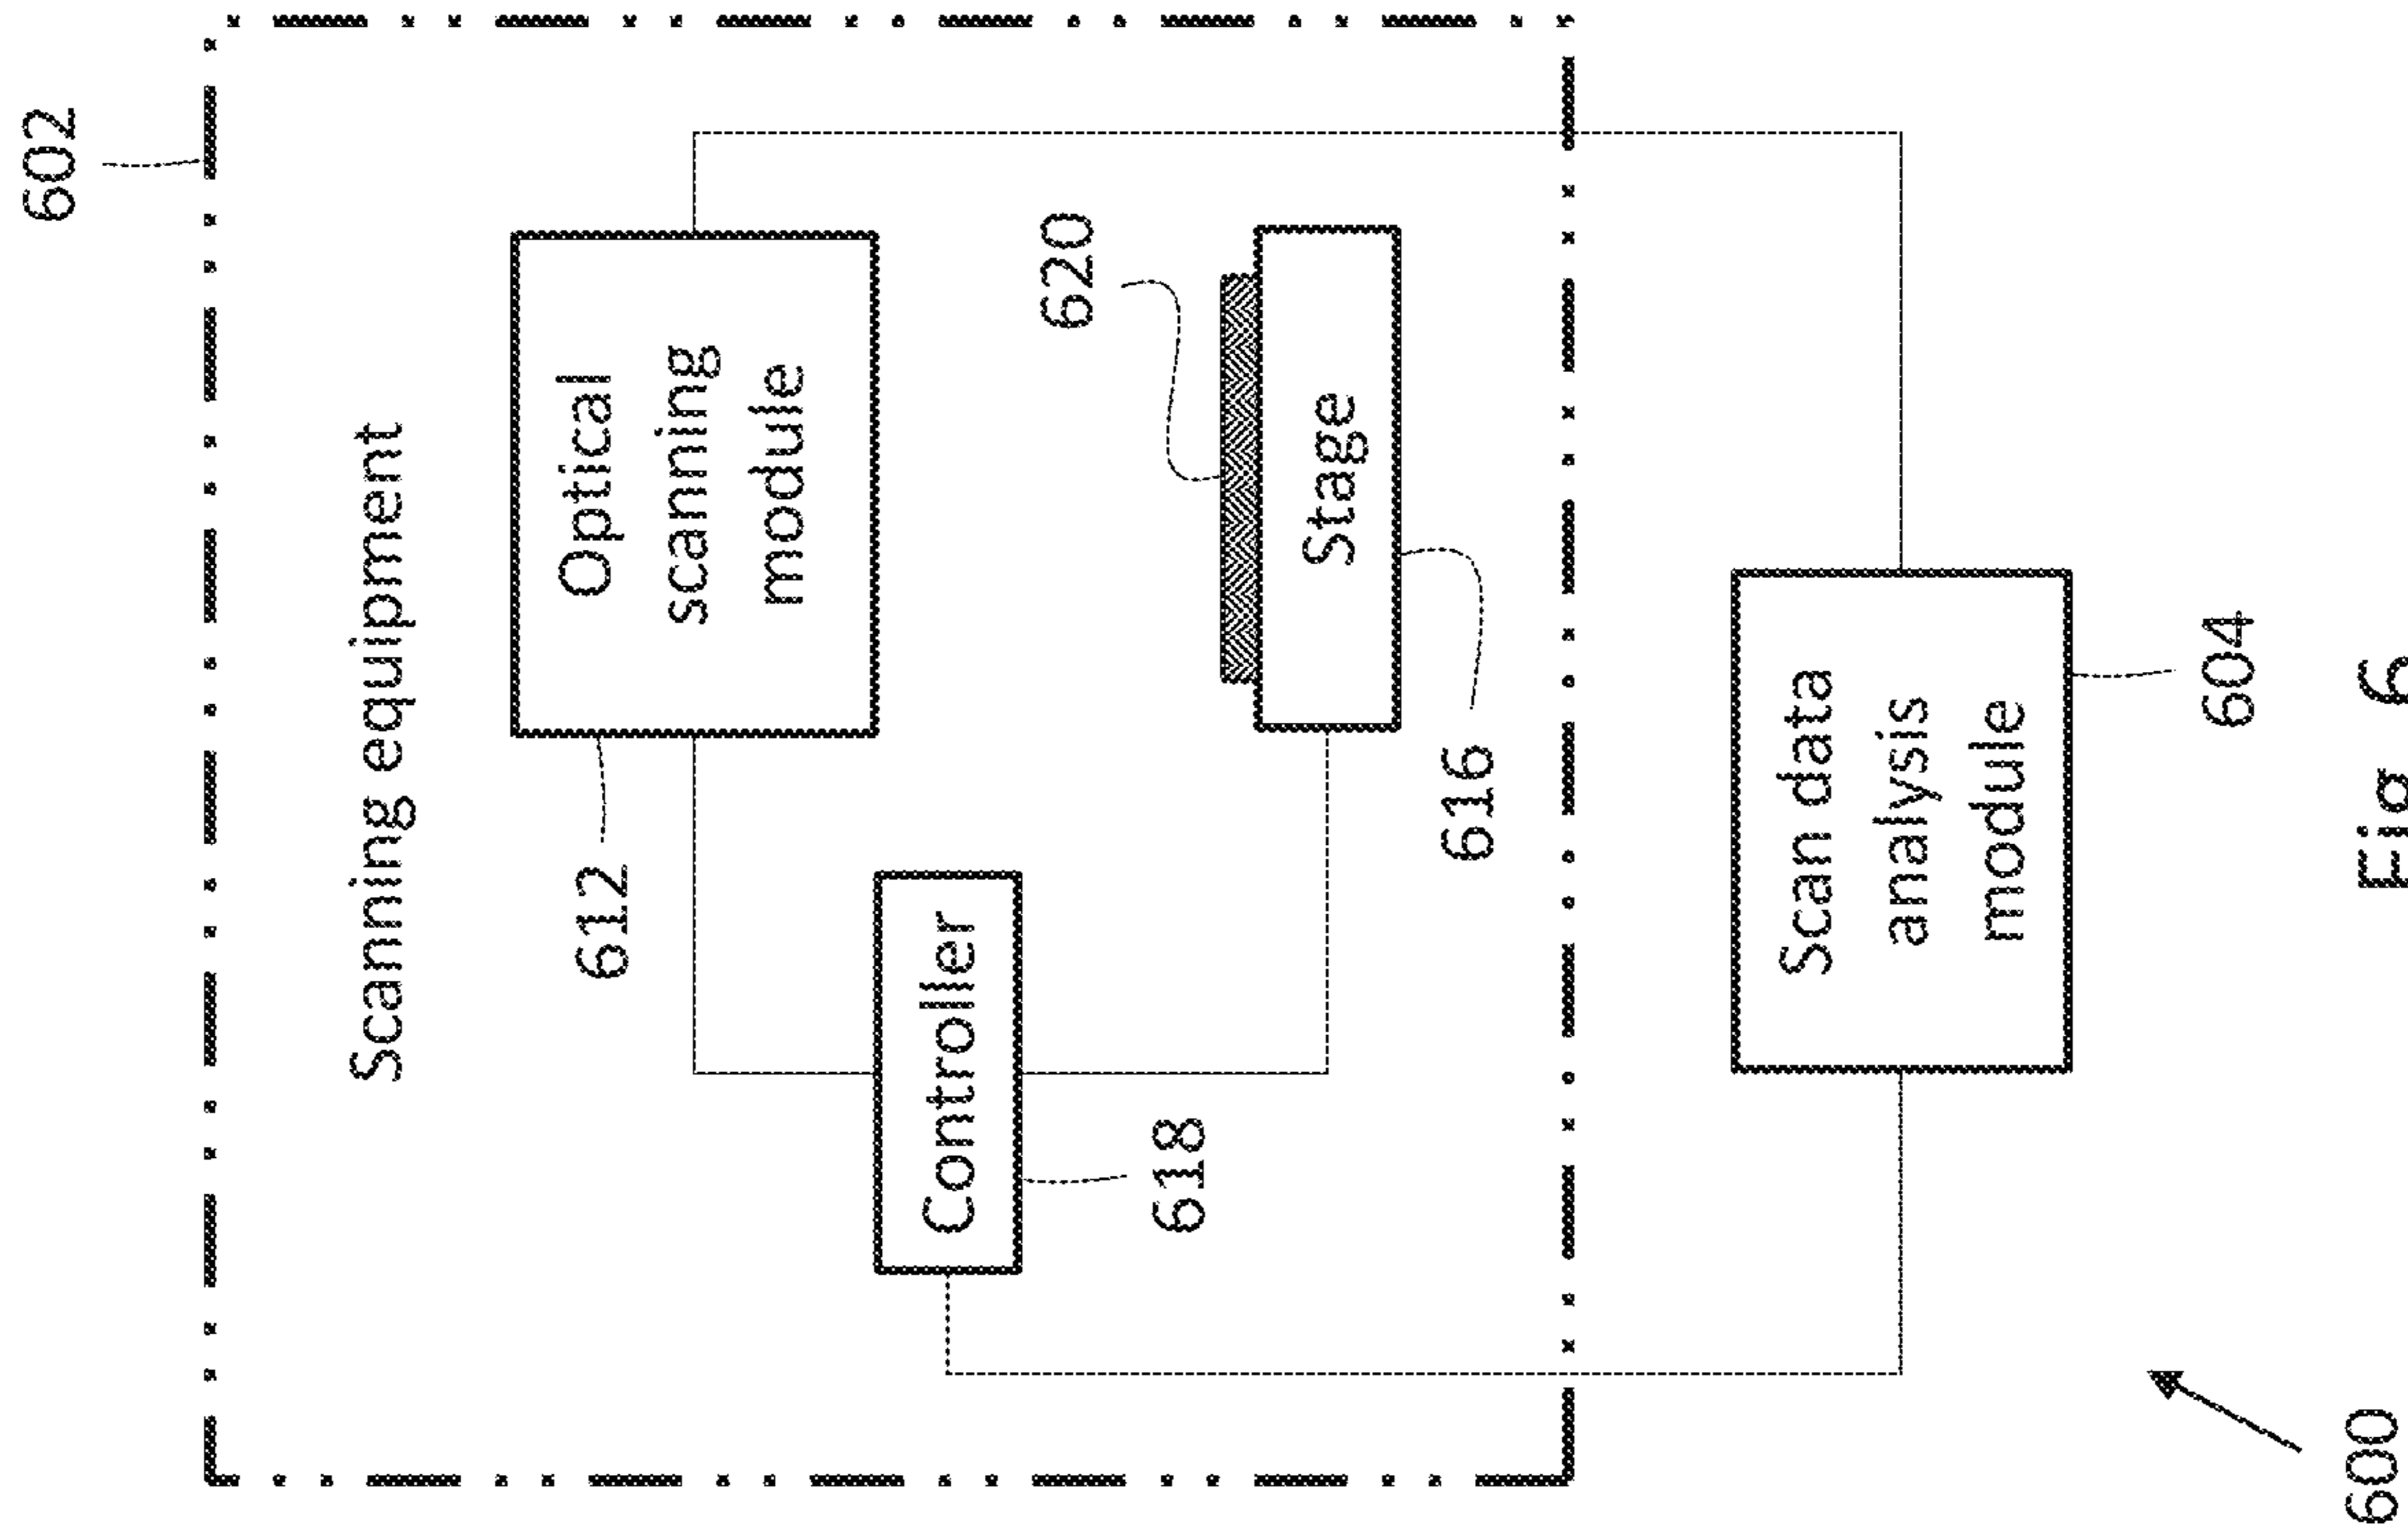 602
Scanning equipment
Optical
scanning
module
612
Controller
618
620
Stage
616
Scan data
analysis
module
604
600
Fig. 6